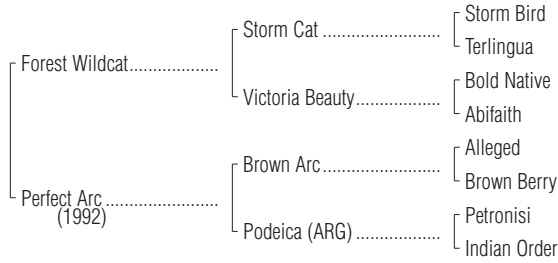 Storm Bird
Storm Cat
Terlingua
Forest Wildcat
Bold Native
Victoria Beauty
Abifaith
Alleged
Brown Arc
Brown Berry
Perfect Arc
(1992)
Petronisi
Podeica (ARG)
Indian Order